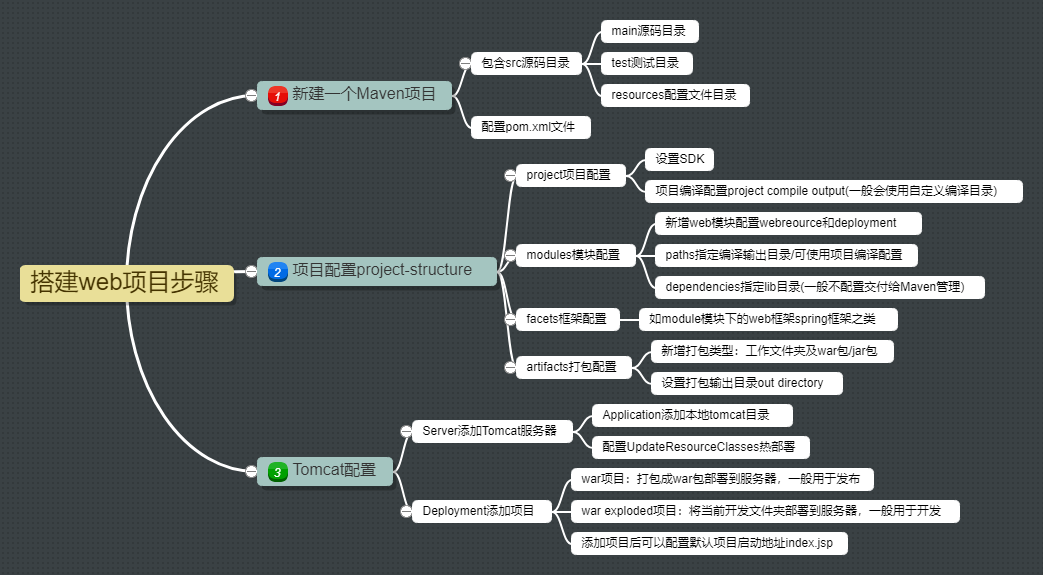 搭建web项目步骤
1 新建一个Maven项目
包含src源码目录
main源码目录
test测试目录
resources配置文件目录
配置pom.xml文件
2 项目配置project-structure
project项目配置
设置SDK
项目编译配置project compile output(一般会使用自定义编译目录)
modules模块配置
新增web模块配置webreource和deployment
paths指定编译输出目录/可使用项目编译配置
dependencies指定lib目录(一般不配置交付给Maven管理)
facets框架配置
如module模块下的web框架spring框架之类
artifacts打包配置
新增打包类型：工作文件夹及war包/jar包
设置打包输出目录out directory
3 Tomcat配置
Server添加Tomcat服务器
Application添加本地tomcat目录
配置UpdateResourceClasses热部署
Deployment添加项目
war项目：打包成war包部署到服务器，一般用于发布
war exploded项目：将当前开发文件夹部署到服务器，一般用于开发
添加项目后可以配置默认项目启动地址index.jsp